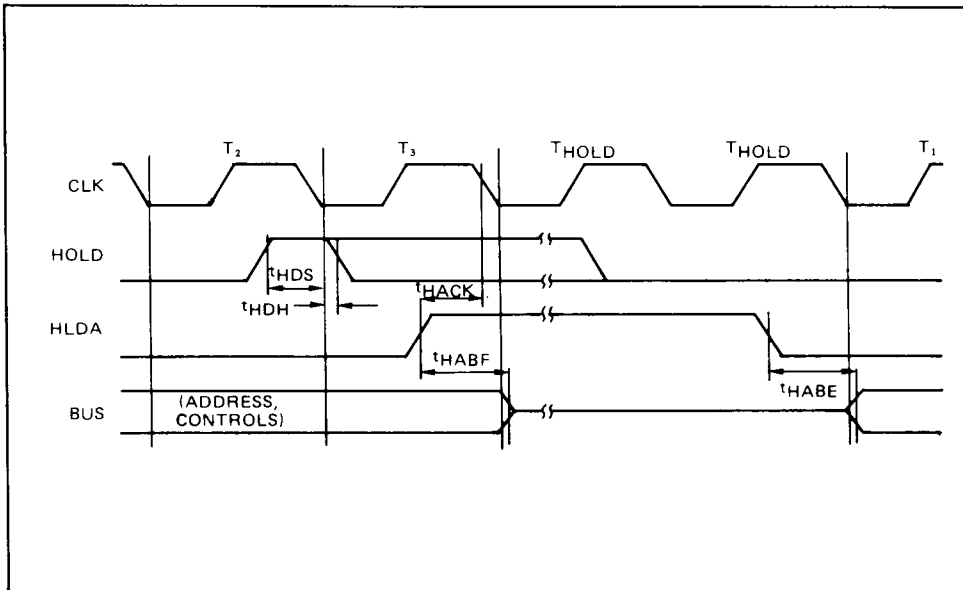 T2 T3 THOLD THOLD T1
CLK
HOLD
tHDS
tHACK
tHDH
HLDA
tHABF
tHABE
(ADDRESS,
CONTROLS)
BUS